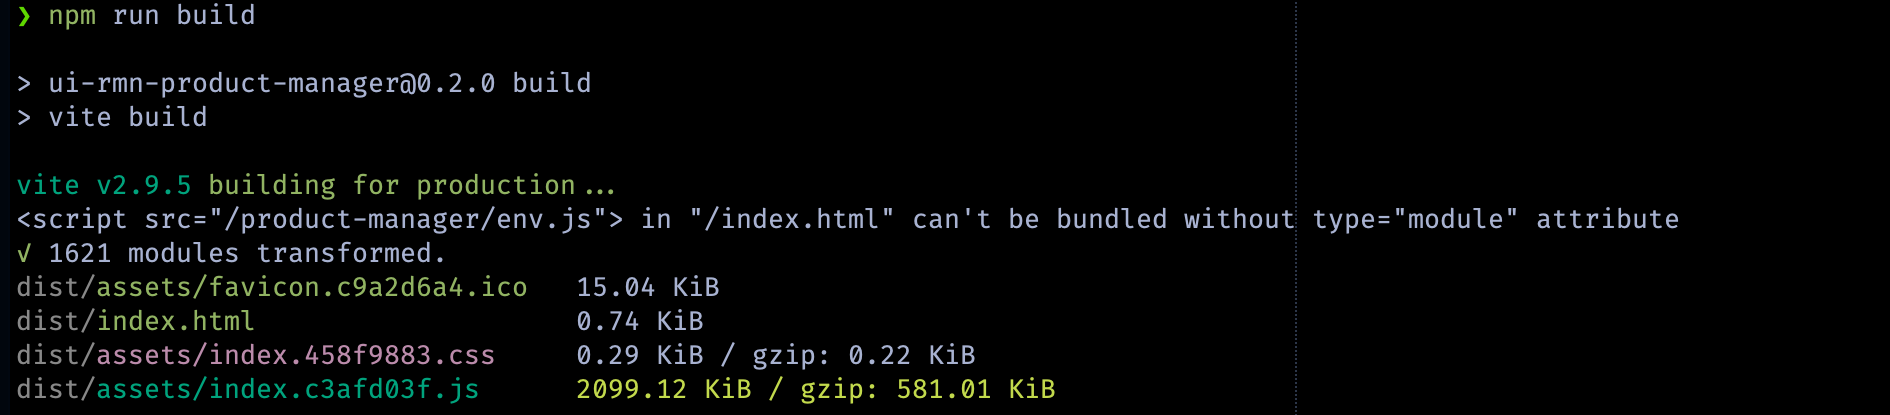 ❯ npm run build
> ui-rmn-product-manager@0.2.0 build
> vite build
vite v2.9.5 building for production...
<script src="/product-manager/env.js"> in "/index.html" can't be bundled without type="module" attribute
√ 1621 modules transformed.
dist/assets/favicon.c9a2d6a4.ico   15.04 KiB
dist/index.html                    0.74 KiB
dist/assets/index.458f9883.css     0.29 KiB / gzip: 0.22 KiB
dist/assets/index.c3afd03f.js      2099.12 KiB / gzip: 581.01 KiB